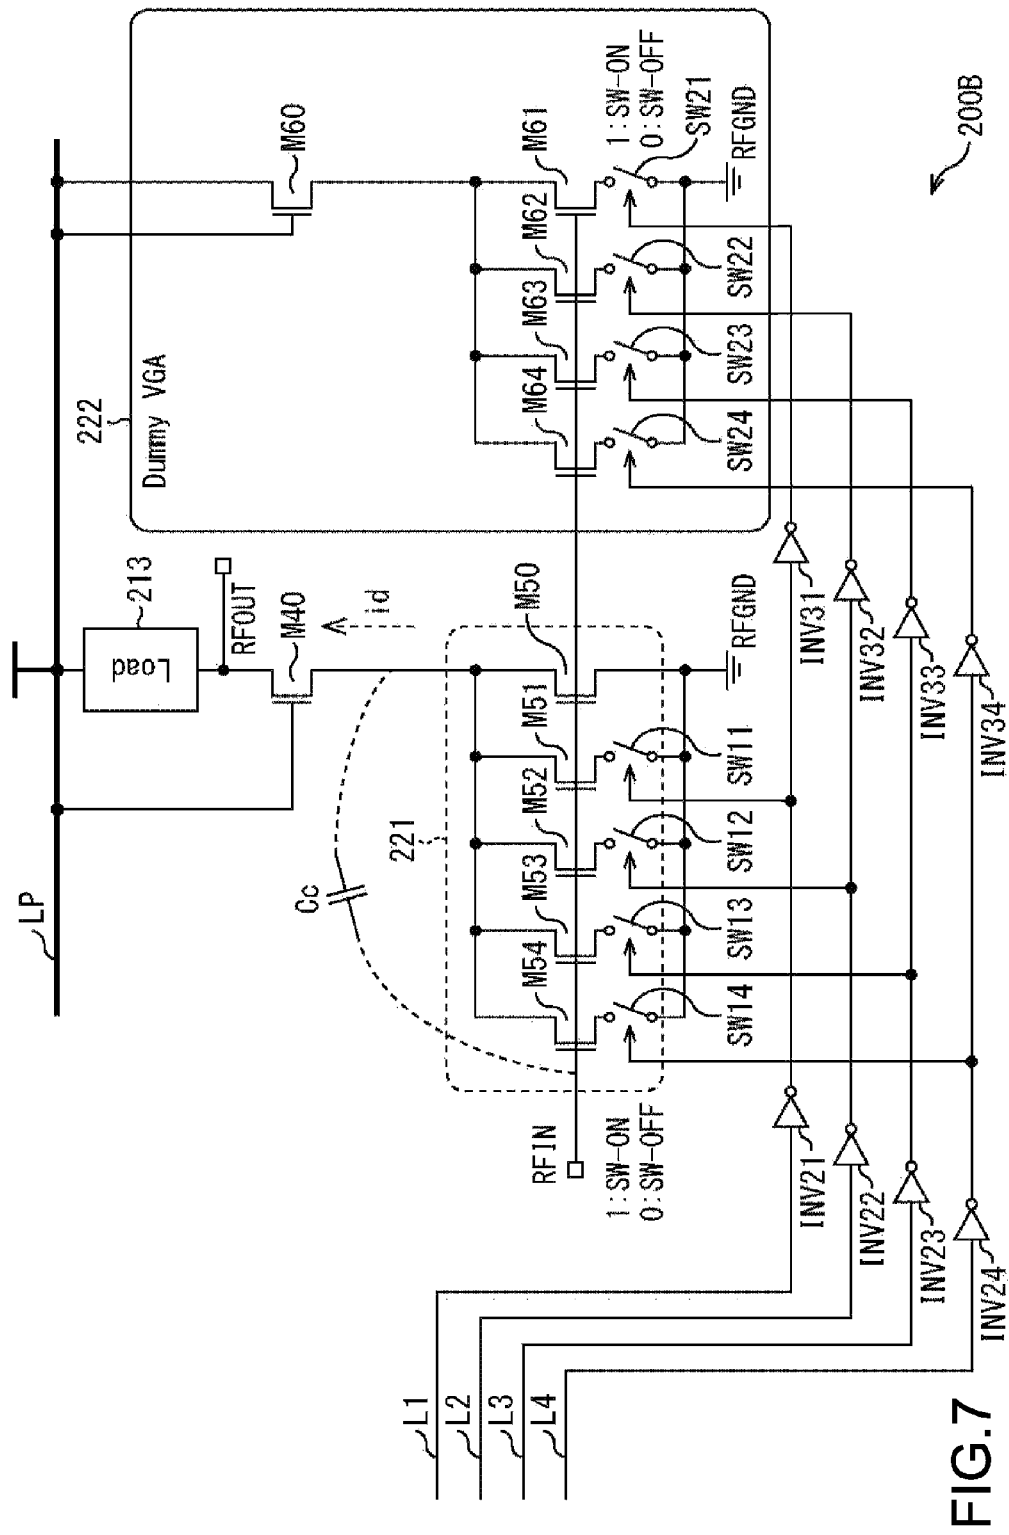 LP
213
Load
RFOUT
M40
id
Cc
221
M54
M53
M52
M51
M50
RFIN
1:SW-ON
0:SW-OFF
SW14
SW13
SW12
SW11
RFGND
222
Dummy VGA
M60
M64
M63
M62
M61
1:SW-ON
0:SW-OFF
SW24
SW23
SW22
SW21
RFGND
200B
L1
L2
L3
L4
INV21
INV22
INV23
INV24
INV31
INV32
INV33
INV34
FIG.7